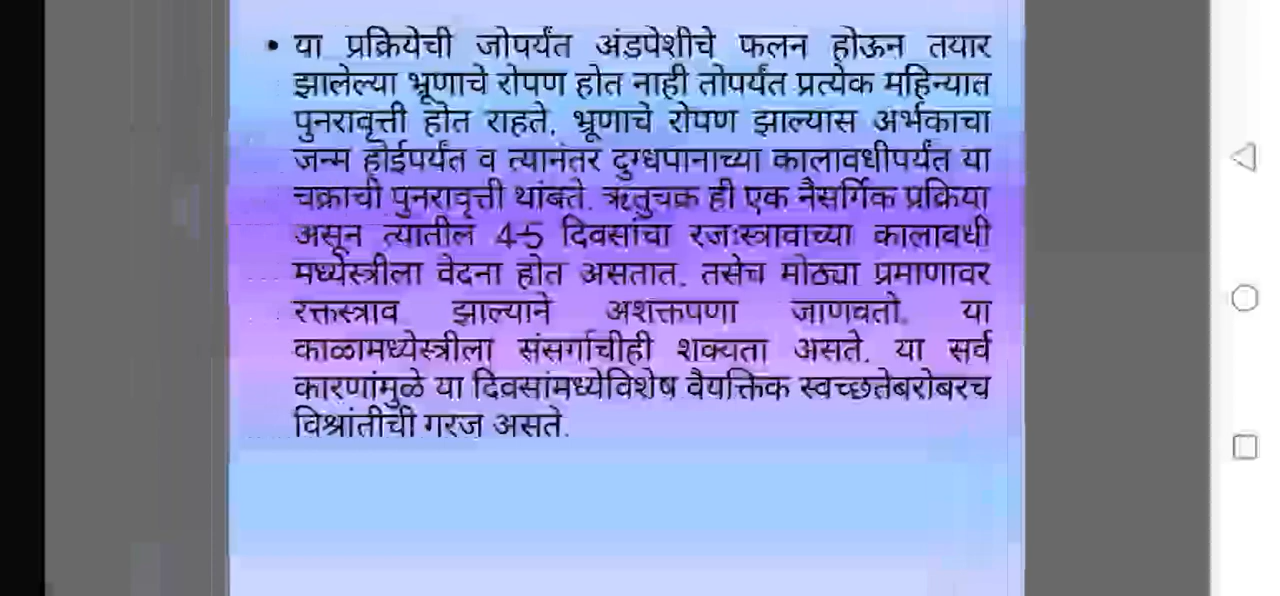 • या प्रक्रियेची जोपर्यंत अंडपेशीचे फलन होऊन तयार
झालेल्या भ्रूणाचे रोपण होत नाही तोपर्यंत प्रत्येक महिन्यात
पुनरावृत्ती होत राहते. भ्रूणाचे रोपण झाल्यास अर्भकाचा
जन्म होईपर्यंत व त्यानंतर दुग्धपानाच्या कालावधीपर्यंत या
चक्राची पुनरावृत्ती थांबते. ऋतुचक्र ही एक नैसर्गिक प्रक्रिया
असून त्यातील 4-5 दिवसांचा रजःस्त्रावाच्या कालावधी
मध्येस्त्रीला वेदना होत असतात. तसेच मोठ्या प्रमाणावर
रक्तस्त्राव झाल्याने अशक्तपणा जाणवतो. या
काळामध्येस्त्रीला संसर्गाचीही शक्यता असते. या सर्व
कारणांमुळे या दिवसांमध्येविशेष वैयक्तिक स्वच्छतेबरोबरच
विश्रांतीची गरज असते.